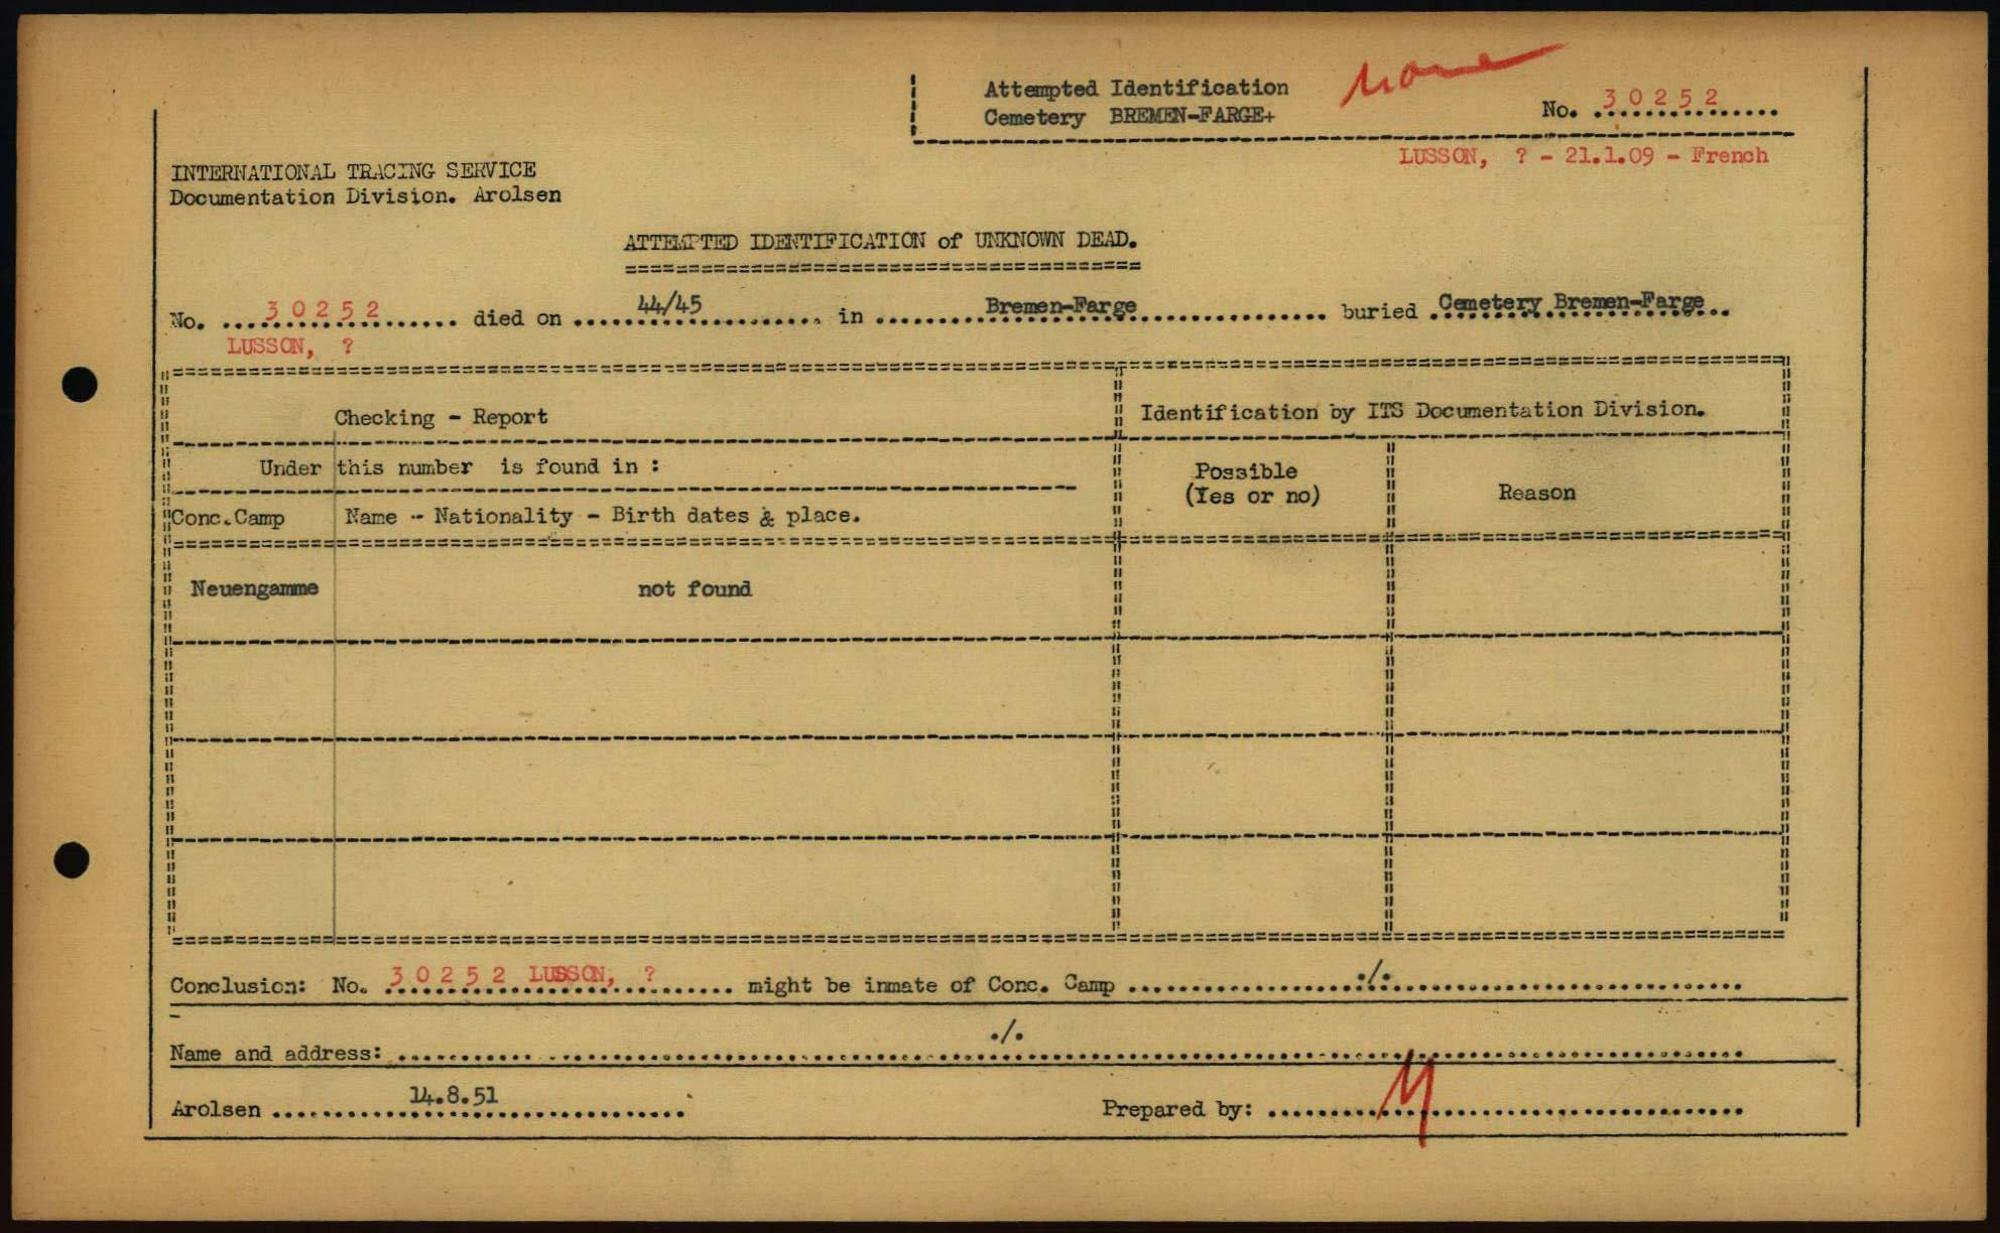 Attempted Identification
Cemetery BREMEN-FARGE+
none
No. 30252
LUSSON, ? - 21.1.09 - French
INTERNATIONAL TRACING SERVICE
Documentation Division. Arolsen
ATTEMPTED IDENTIFICATION of UNKNOWN DEAD.
No. 30252 died on 44/45 in Bremen-Farge buried Cemetery Bremen-Farge
LUSSON, ?
Checking - Report
Identification by ITS Documentation Division.
Under this number is found in :
Possible
(Yes or no)
Reason
Conc.Camp Name - Nationality - Birth dates & place.
Neuengamme not found
Conclusion: No. 30252 LUSSON, ? might be inmate of Conc. Camp ./.
Name and address: ./.
Arolsen 14.8.51
Prepared by: